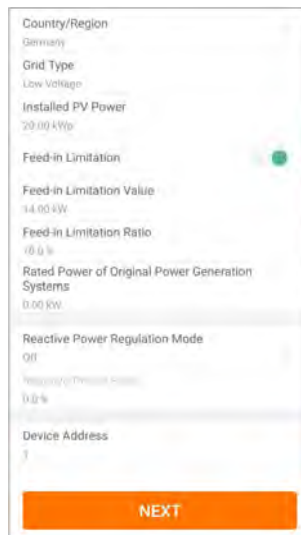 Country/Region
Germany
Grid Type
Low Voltage
Installed PV Power
20.00 kWp
Feed-in Limitation
Feed-in Limitation Value
14.00 kW
Feed-in Limitation Ratio
%
Rated Power of Original Power Generation
Systems
0.00 kW
Reactive Power Regulation Mode
Off
0.0 %
Device Address
1
NEXT